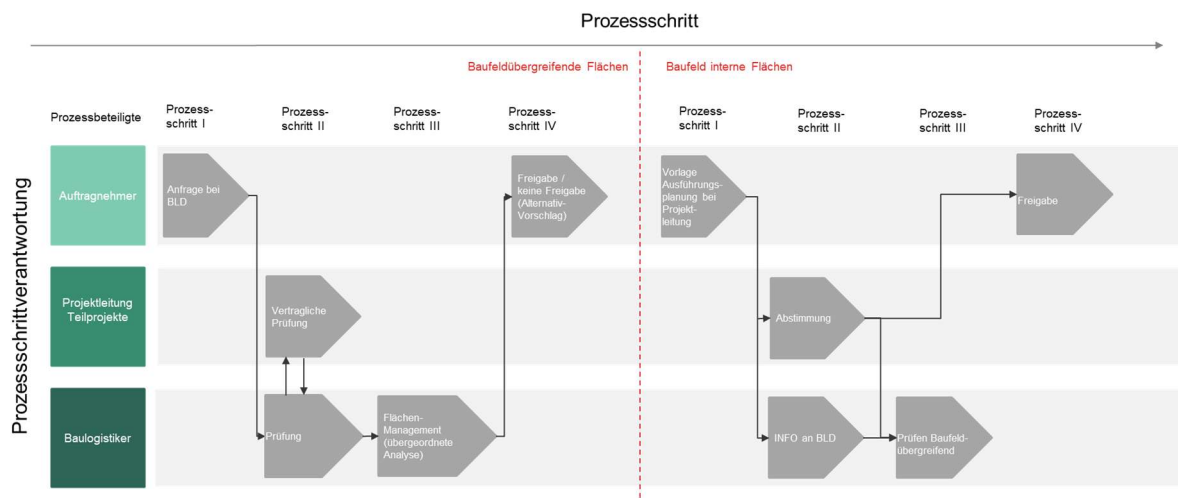 Prozessschritt
Baufeldübergreifende Flächen
Baufeld interne Flächen
Prozessbeteiligte
Prozess-
schritt I
Prozess-
schritt II
Prozess-
schritt III
Prozess-
schritt IV
Prozess-
schritt I
Prozess-
schritt II
Prozess-
schritt III
Prozess-
schritt IV
Prozessschrittverantwortung
Auftragnehmer
Anfrage bei
BLD
Freigabe /
keine Freigabe
(Alternativ-
Vorschlag)
Vorlage
Ausführungs-
planung bei
Projekt-
leitung
Freigabe
Projektleitung
Teilprojekte
Vertragliche
Prüfung
Abstimmung
Baulogistiker
Prüfung
Flächen-
Management
(übergeordnete
Analyse)
INFO an BLD
Prüfen Baufeld-
übergreifend